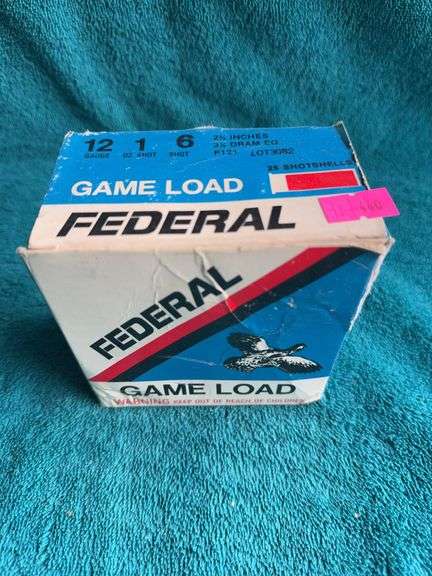 12 1 6 2¾ INCHES
GAUGE OZ SHOT SHOT 3¼ DRAM EQ.
P121 LOT30R2
25 SHOTSHELLS
GAME LOAD
FEDERAL
FEDERAL
GAME LOAD
WARNING KEEP OUT OF REACH OF CHILDREN